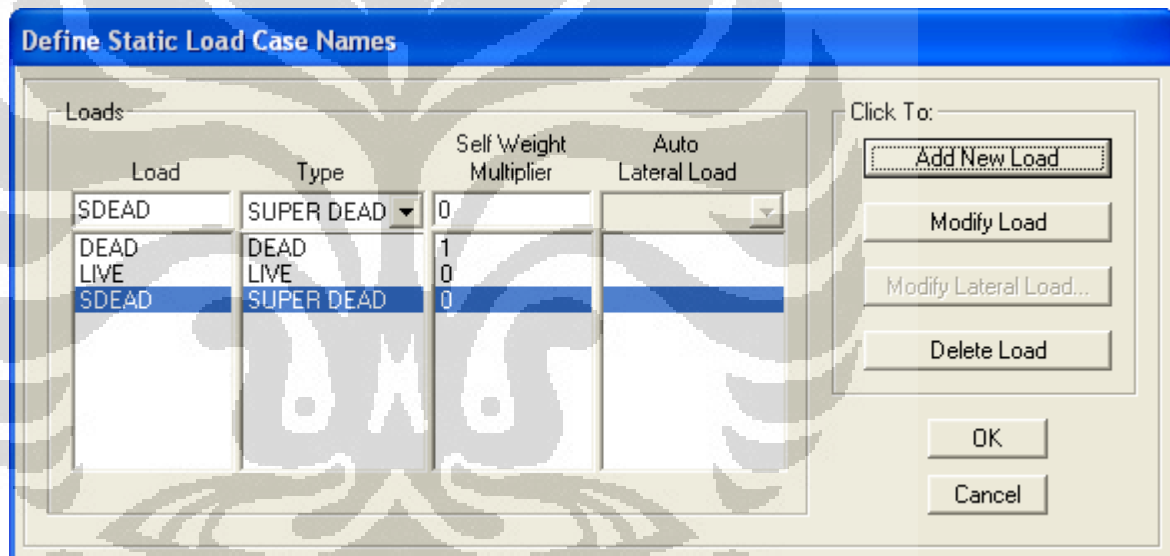 Define Static Load Case Names
Loads
Load Type Self Weight Multiplier Auto Lateral Load
SDEAD SUPER DEAD 0
DEAD DEAD 1
LIVE LIVE 0
SDEAD SUPER DEAD 0
Click To:
Add New Load
Modify Load
Modify Lateral Load...
Delete Load
OK
Cancel